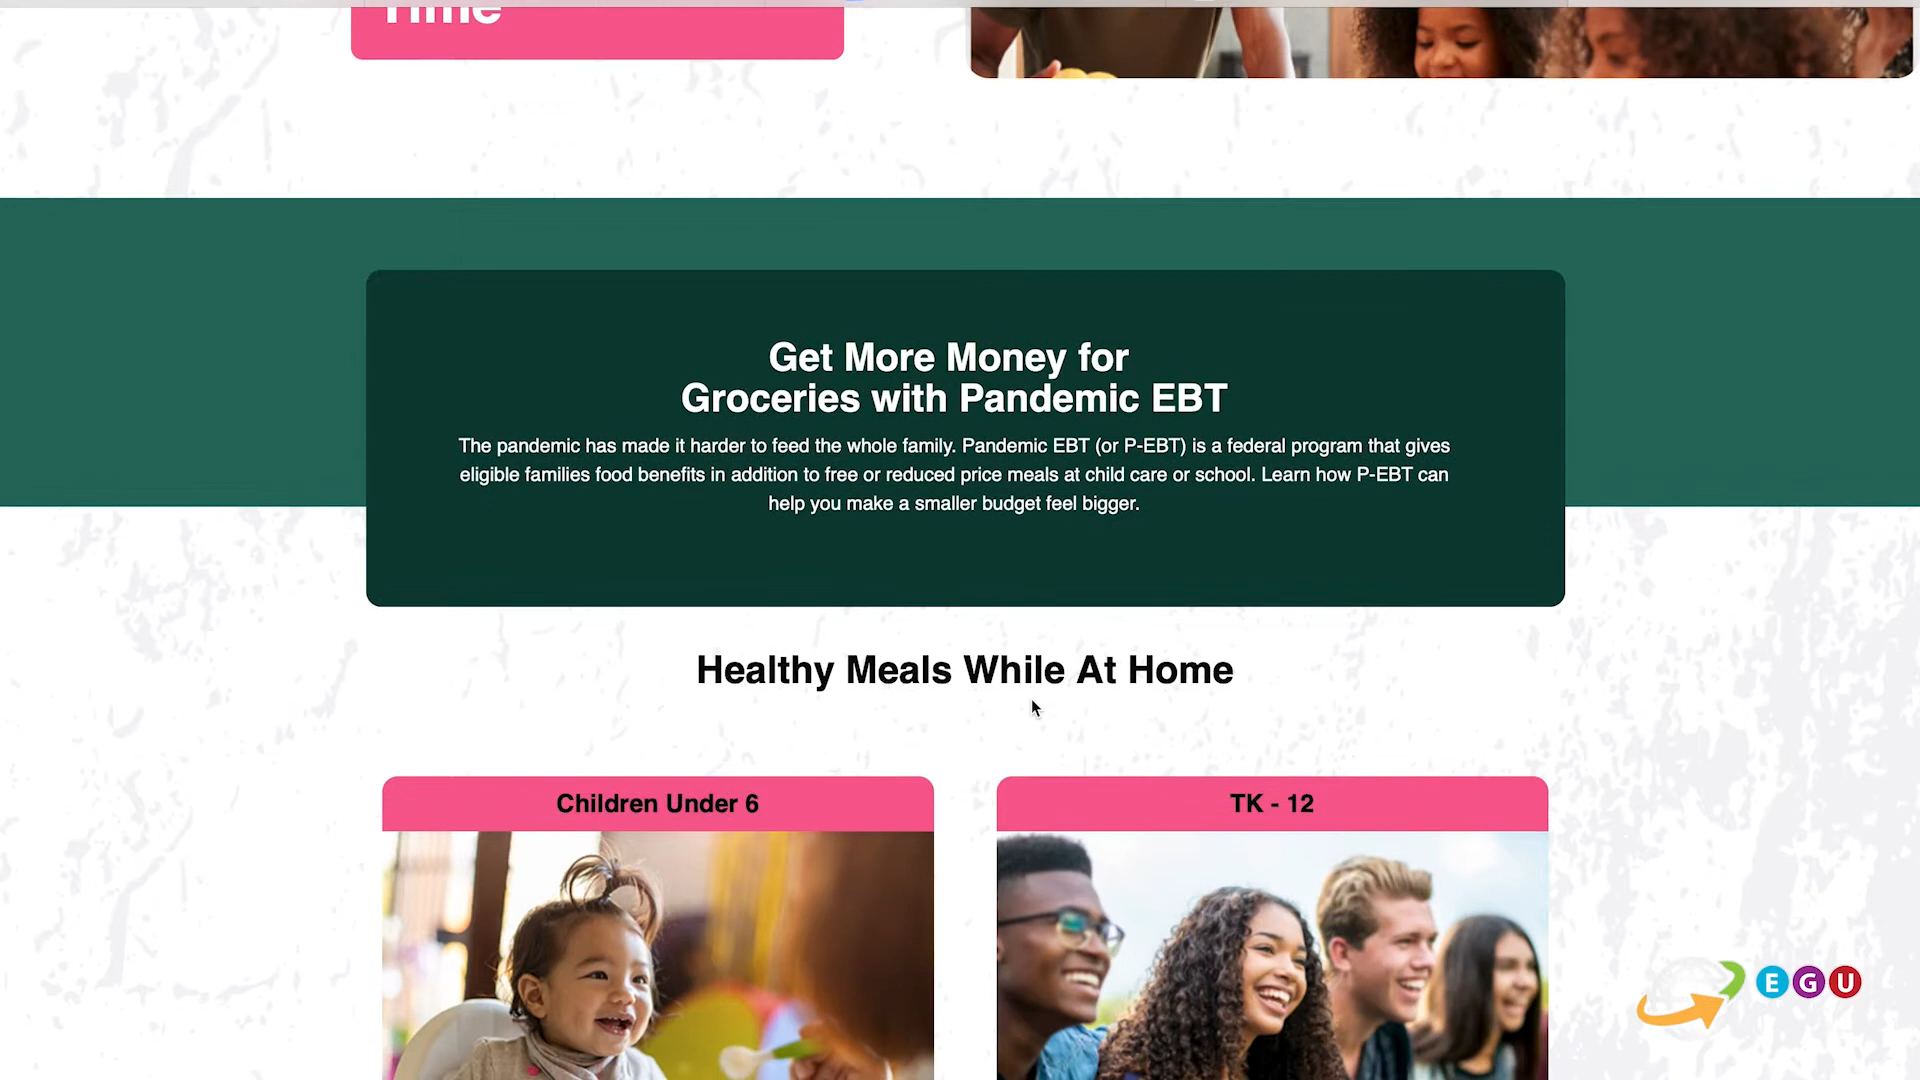 Time
Get More Money for
Groceries with Pandemic EBT
The pandemic has made it harder to feed the whole family. Pandemic EBT (or P-EBT) is a federal program that gives
eligible families food benefits in addition to free or reduced price meals at child care or school. Learn how P-EBT can
help you make a smaller budget feel bigger.
Healthy Meals While At Home
Children Under 6
TK - 12
EGU